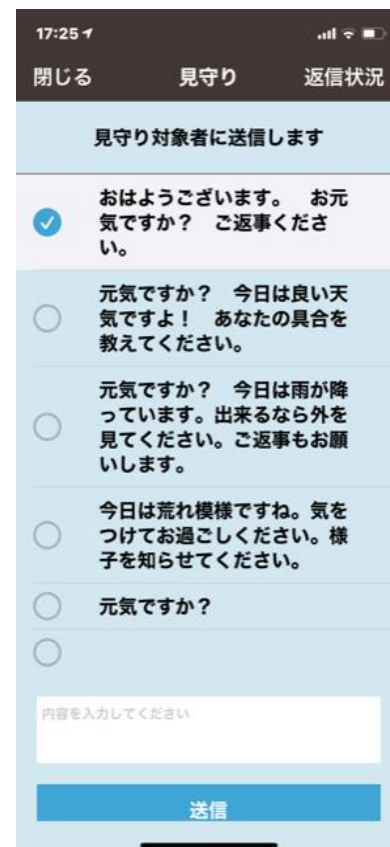 17:25
閉じる　見守り　返信状況
見守り対象者に送信します
おはようございます。　お元
気ですか？　ご返事くださ
い。
元気ですか？　今日は良い天
気ですよ！　あなたの具合を
教えてください。
元気ですか？　今日は雨が降
っています。出来るなら外を
見てください。ご返事もお願
いします。
今日は荒れ模様ですね。気を
つけてお過ごしください。様
子を知らせてください。
元気ですか？
内容を入力してください
送信